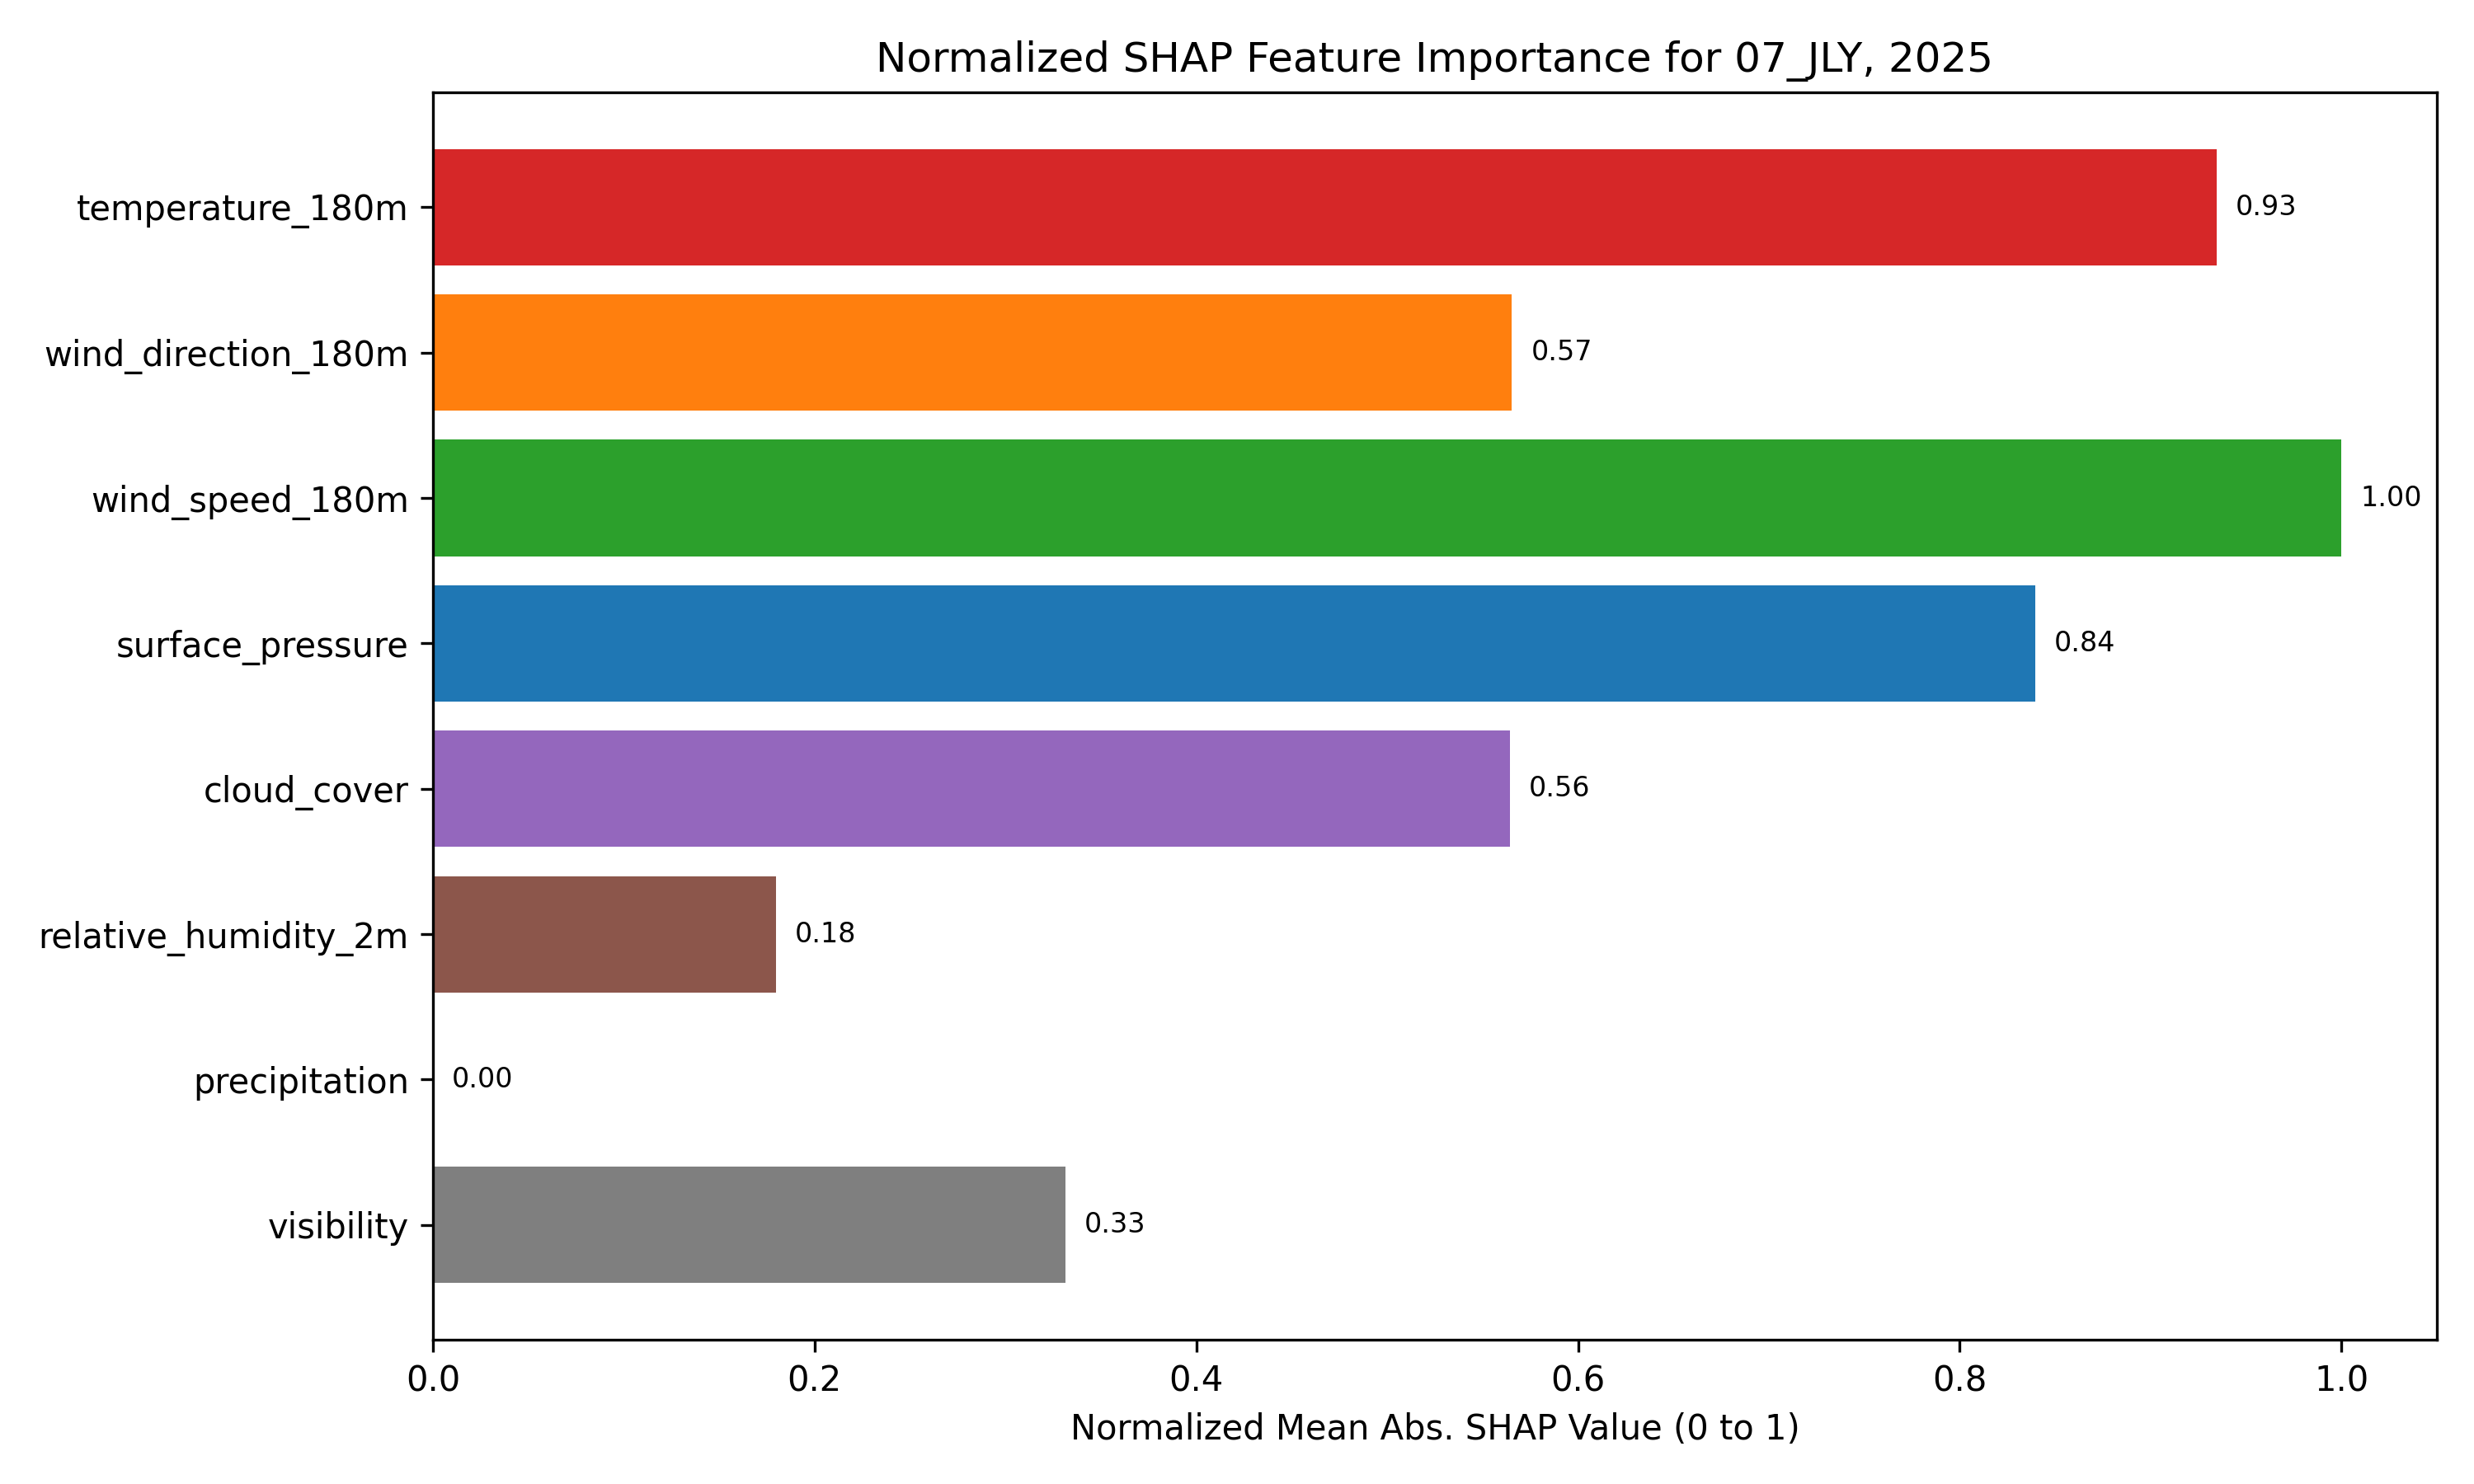 Normalized SHAP Feature Importance for 07_JLY, 2025
temperature_180m
0.93
wind_direction_180m
0.57
wind_speed_180m
1.00
surface_pressure
0.84
cloud_cover
0.56
relative_humidity_2m
0.18
precipitation
0.00
visibility
0.33
0.0 0.2 0.4 0.6 0.8 1.0
Normalized Mean Abs. SHAP Value (0 to 1)